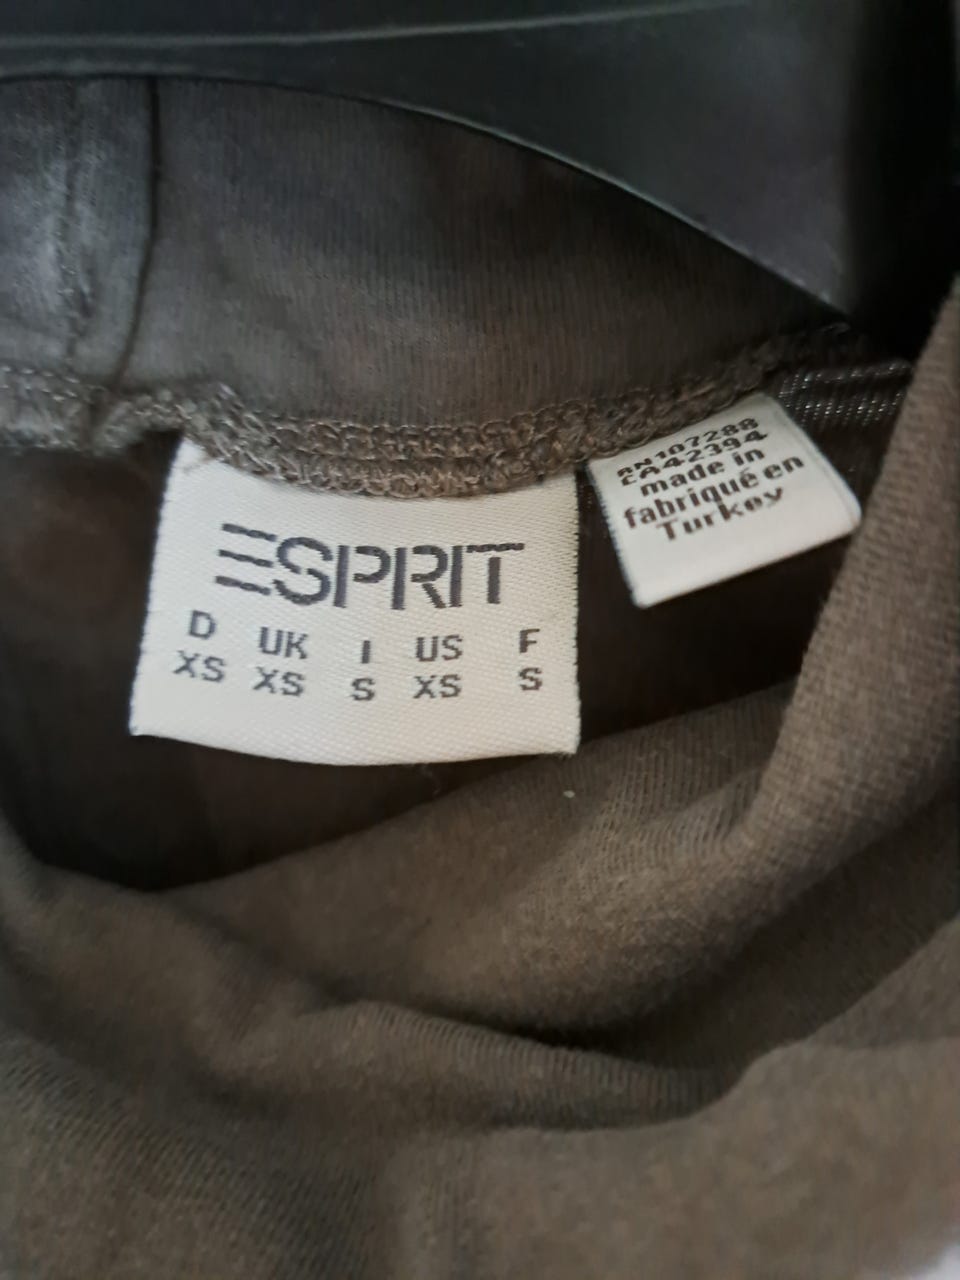 ESPRIT
D UK I US F
XS XS S XS S
RN107288
CA42394
made in
fabriqué en
Turkey